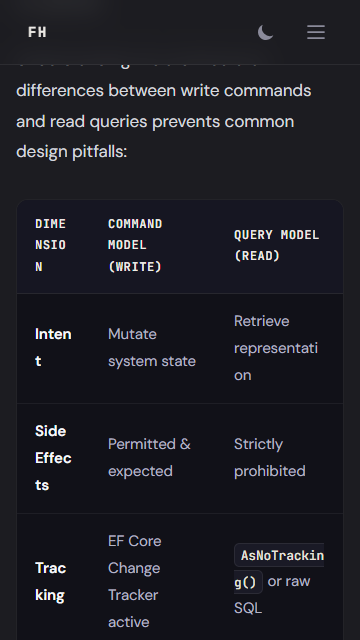 FH
differences between write commands
and read queries prevents common
design pitfalls:
DIME
NSIO
N
COMMAND
MODEL
(WRITE)
QUERY MODEL
(READ)
Inten
t
Mutate
system state
Retrieve
representati
on
Side
Effec
ts
Permitted &
expected
Strictly
prohibited
Trac
king
EF Core
Change
Tracker
active
AsNoTrackin
g() or raw
SQL